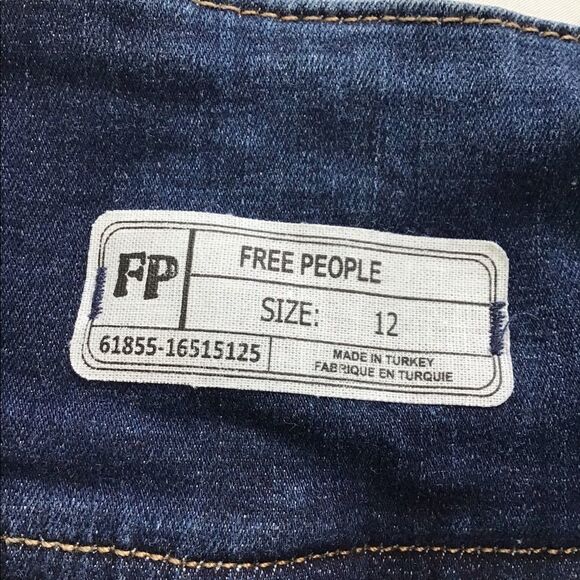 FP
FREE PEOPLE
SIZE: 12
61855-16515125
MADE IN TURKEY
FABRIQUE EN TURQUIE